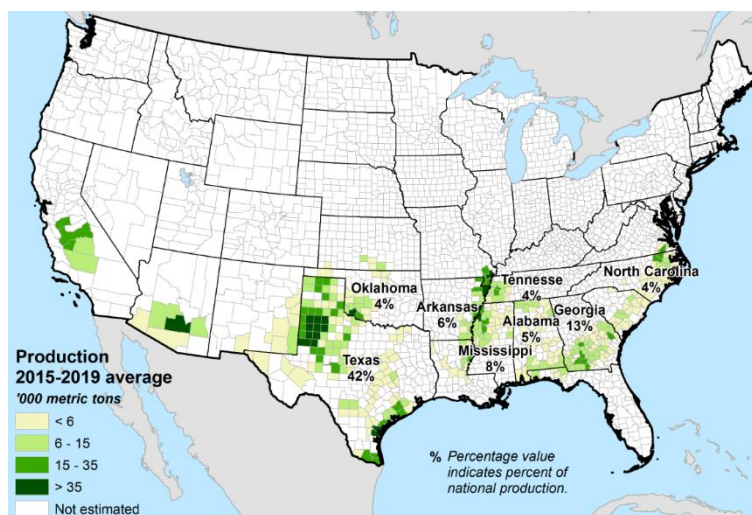 Oklahoma
4%
Tennesse
4%
North Carolina
4%
Arkansas
6%
Alabama
5%
Georgia
13%
Mississippi
8%
Texas
42%
Production
2015-2019 average
'000 metric tons
< 6
6 - 15
15 - 35
> 35
Not estimated
% Percentage value
indicates percent of
national production.